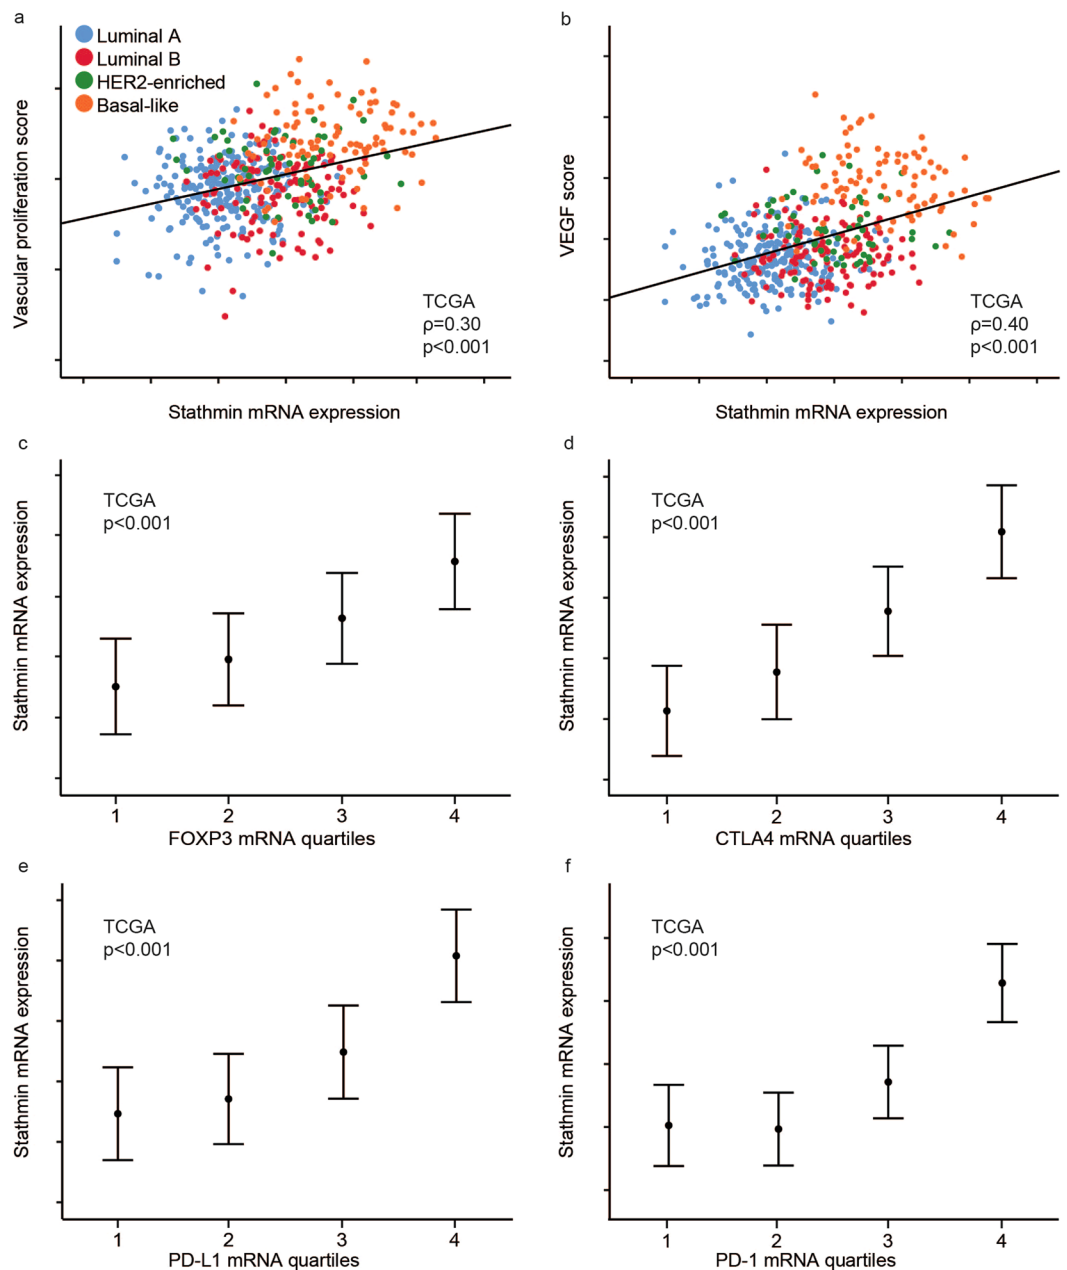 a
Luminal A
Luminal B
HER2-enriched
Basal-like
Vascular proliferation score
TCGA
ρ=0.30
p<0.001
Stathmin mRNA expression
b
VEGF score
TCGA
ρ=0.40
p<0.001
Stathmin mRNA expression
c
TCGA
p<0.001
Stathmin mRNA expression
1 2 3 4
FOXP3 mRNA quartiles
d
TCGA
p<0.001
Stathmin mRNA expression
1 2 3 4
CTLA4 mRNA quartiles
e
TCGA
p<0.001
Stathmin mRNA expression
1 2 3 4
PD-L1 mRNA quartiles
f
TCGA
p<0.001
Stathmin mRNA expression
1 2 3 4
PD-1 mRNA quartiles